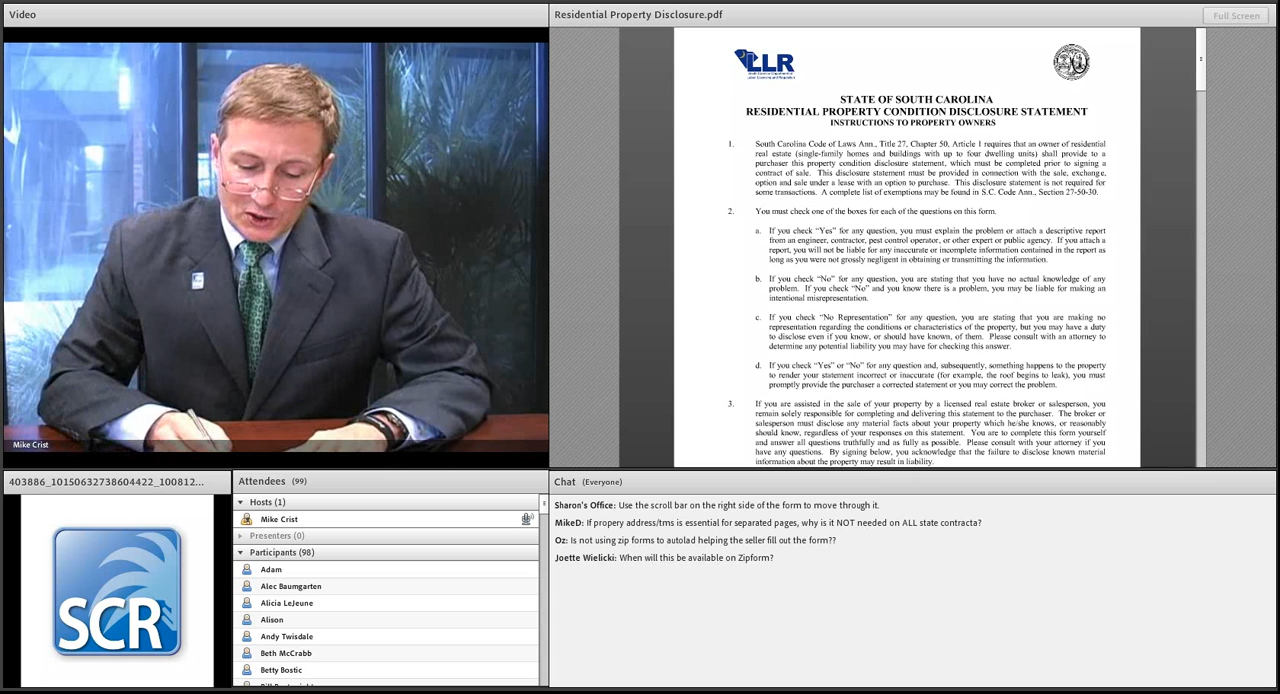 Video
Mike Crist
Residential Property Disclosure.pdf
Full Screen
LLR
STATE OF SOUTH CAROLINA
RESIDENTIAL PROPERTY CONDITION DISCLOSURE STATEMENT
INSTRUCTIONS TO PROPERTY OWNERS
1. South Carolina Code of Laws Ann., Title 27, Chapter 50, Article 1 requires that an owner of residential
real estate (single-family homes and buildings with up to four dwelling units) shall provide to a
purchaser this property condition disclosure statement, which must be completed prior to signing a
contract of sale. This disclosure statement must be provided in connection with the sale, exchange,
option and sale under a lease with an option to purchase. This disclosure statement is not required for
some transactions. A complete list of exemptions may be found in S.C. Code Ann., Section 27-50-30.
2. You must check one of the boxes for each of the questions on this form.
a. If you check “Yes” for any question, you must explain the problem or attach a descriptive report
from an engineer, contractor, pest control operator, or other expert or public agency. If you attach a
report, you will not be liable for any inaccurate or incomplete information contained in the report as
long as you were not grossly negligent in obtaining or transmitting the information.
b. If you check “No” for any question, you are stating that you have no actual knowledge of any
problem. If you check “No” and you know there is a problem, you may be liable for making an
intentional misrepresentation.
c. If you check “No Representation” for any question, you are stating that you are making no
representation regarding the conditions or characteristics of the property, but you may have a duty
to disclose even if you know, or should have known, of them. Please consult with an attorney to
determine any potential liability you may have for checking this answer.
d. If you check “Yes” or “No” for any question and, subsequently, something happens to the property
to render your statement incorrect or inaccurate (for example, the roof begins to leak), you must
promptly provide the purchaser a corrected statement or you may correct the problem.
3. If you are assisted in the sale of your property by a licensed real estate broker or salesperson, you
remain solely responsible for completing and delivering this statement to the purchaser. The broker or
salesperson must disclose any material facts about your property which he/she knows, or reasonably
should know, regardless of your responses on this statement. You are to complete this form yourself
and answer all questions truthfully and as fully as possible. Please consult with your attorney if you
have any questions. By signing below, you acknowledge that the failure to disclose known material
information about the property may result in liability.
403886_10150632738604422_100812...
SCR
Attendees (99)
Hosts (1)
Mike Crist
Presenters (0)
Participants (98)
Adam
Alec Baumgarten
Alicia LeJeune
Alison
Andy Twisdale
Beth McCrabb
Betty Bostic
Chat (Everyone)
Sharon's Office: Use the scroll bar on the right side of the form to move through it.
MikeD: If propery address/tms is essential for separated pages, why is it NOT needed on ALL state contracta?
Oz: Is not using zip forms to autolad helping the seller fill out the form??
Joette Wielicki: When will this be available on Zipform?